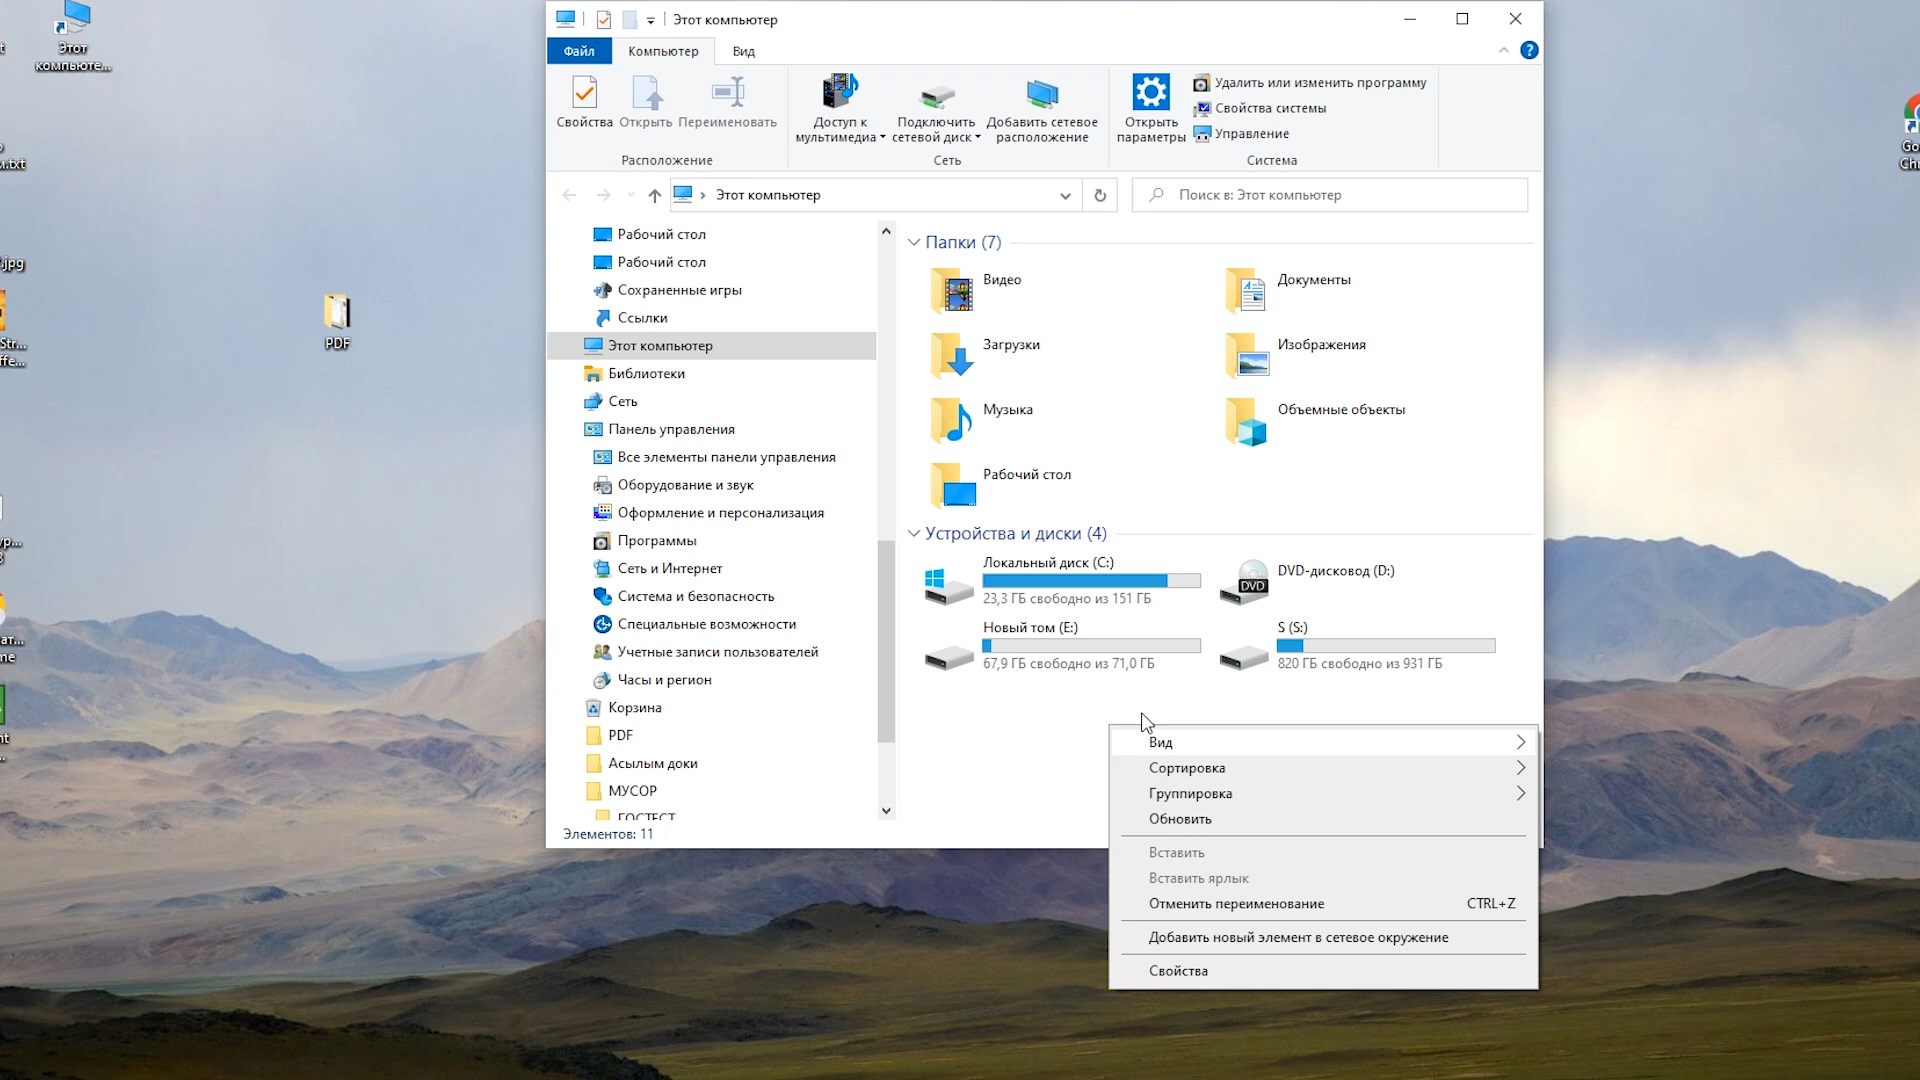 Этот
компьюте...
.txt
.jpg
PDF
Этот компьютер
Файл
Компьютер
Вид
Свойства
Открыть
Переименовать
Расположение
Доступ к
мультимедиа
Подключить
сетевой диск
Добавить сетевое
расположение
Сеть
Открыть
параметры
Удалить или изменить программу
Свойства системы
Управление
Система
Этот компьютер
Поиск в: Этот компьютер
Рабочий стол
Рабочий стол
Сохраненные игры
Ссылки
Этот компьютер
Библиотеки
Сеть
Панель управления
Все элементы панели управления
Оборудование и звук
Оформление и персонализация
Программы
Сеть и Интернет
Система и безопасность
Специальные возможности
Учетные записи пользователей
Часы и регион
Корзина
PDF
Асылым доки
МУСОР
ГОСТЕСТ
Элементов: 11
Папки (7)
Видео
Документы
Загрузки
Изображения
Музыка
Объемные объекты
Рабочий стол
Устройства и диски (4)
Локальный диск (C:)
23,3 ГБ свободно из 151 ГБ
DVD
DVD-дисковод (D:)
Новый том (E:)
67,9 ГБ свободно из 71,0 ГБ
S (S:)
820 ГБ свободно из 931 ГБ
Вид
Сортировка
Группировка
Обновить
Вставить
Вставить ярлык
Отменить переименование CTRL+Z
Добавить новый элемент в сетевое окружение
Свойства